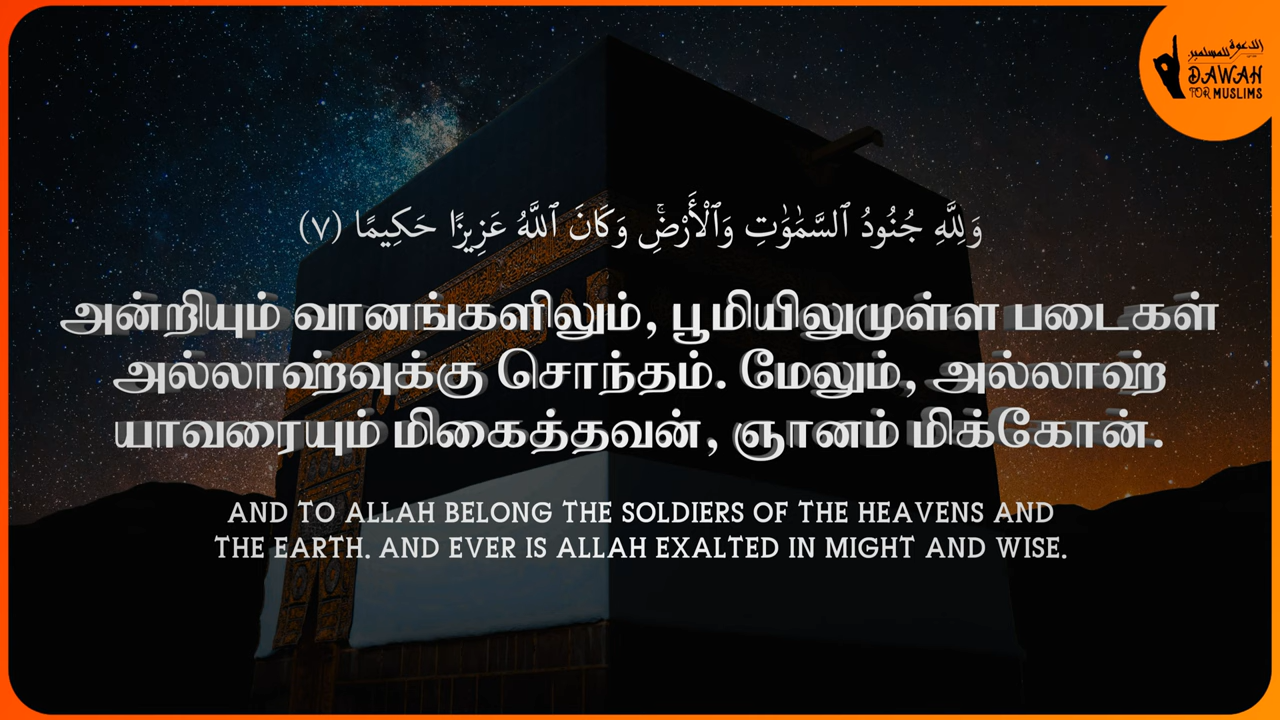 الدعوة للمسلمين
DAWAH
FOR MUSLIMS
وَلِلَّهِ جُنُودُ ٱلسَّمَٰوَٰتِ وَٱلْأَرْضِۚ وَكَانَ ٱللَّهُ عَزِيزًا حَكِيمًا (٧)
அன்றியும் வானங்களிலும், பூமியிலுமுள்ள படைகள்
அல்லாஹ்வுக்கு சொந்தம். மேலும், அல்லாஹ்
யாவரையும் மிகைத்தவன், ஞானம் மிக்கோன்.
AND TO ALLAH BELONG THE SOLDIERS OF THE HEAVENS AND
THE EARTH. AND EVER IS ALLAH EXALTED IN MIGHT AND WISE.